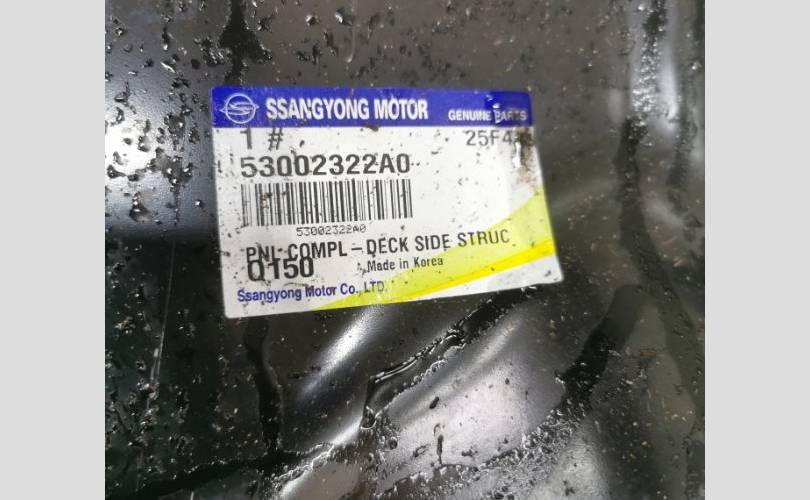 SSANGYONG MOTOR GENUINE PARTS
1 #
53002322A0
53002322A0
PNL COMPL-DECK SIDE STRUC
Q150 Made in Korea
Ssangyong Motor Co., LTD.